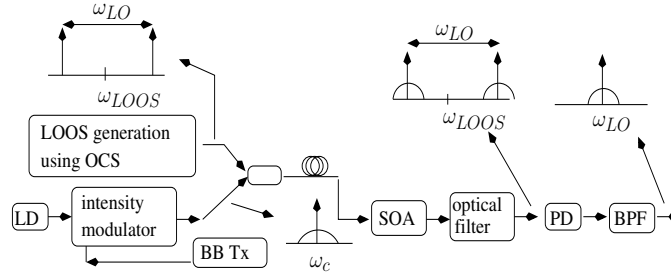 ω_LO
ω_LO
ω_LOOS
ω_LOOS
ω_LO
LOOS generation
using OCS
LD
intensity
modulator
BB Tx
ω_c
SOA
optical
filter
PD
BPF